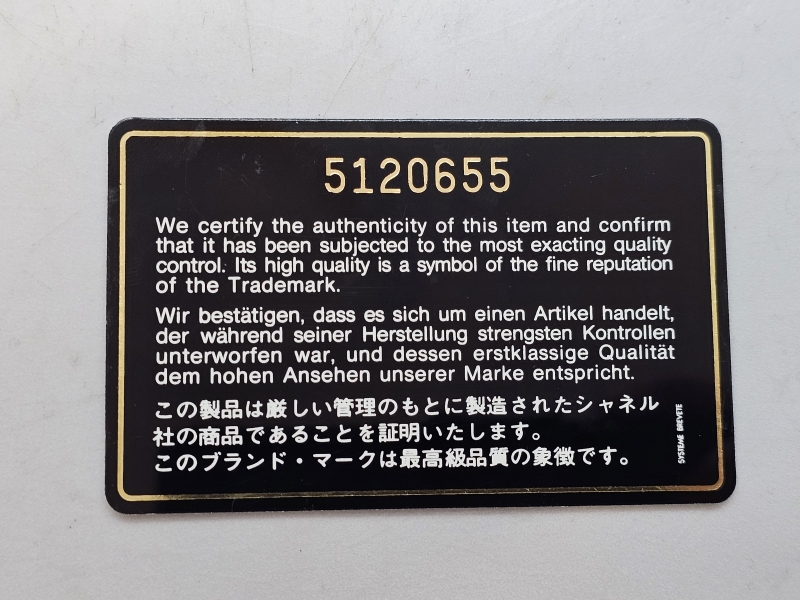 5120655
We certify the authenticity of this item and confirm
that it has been subjected to the most exacting quality
control. Its high quality is a symbol of the fine reputation
of the Trademark.
Wir bestätigen, dass es sich um einen Artikel handelt,
der während seiner Herstellung strengsten Kontrollen
unterworfen war, und dessen erstklassige Qualität
dem hohen Ansehen unserer Marke entspricht.
この製品は厳しい管理のもとに製造されたシャネル
社の商品であることを証明いたします。
このブランド・マークは最高級品質の象徴です。
SYSTEME BREVETE